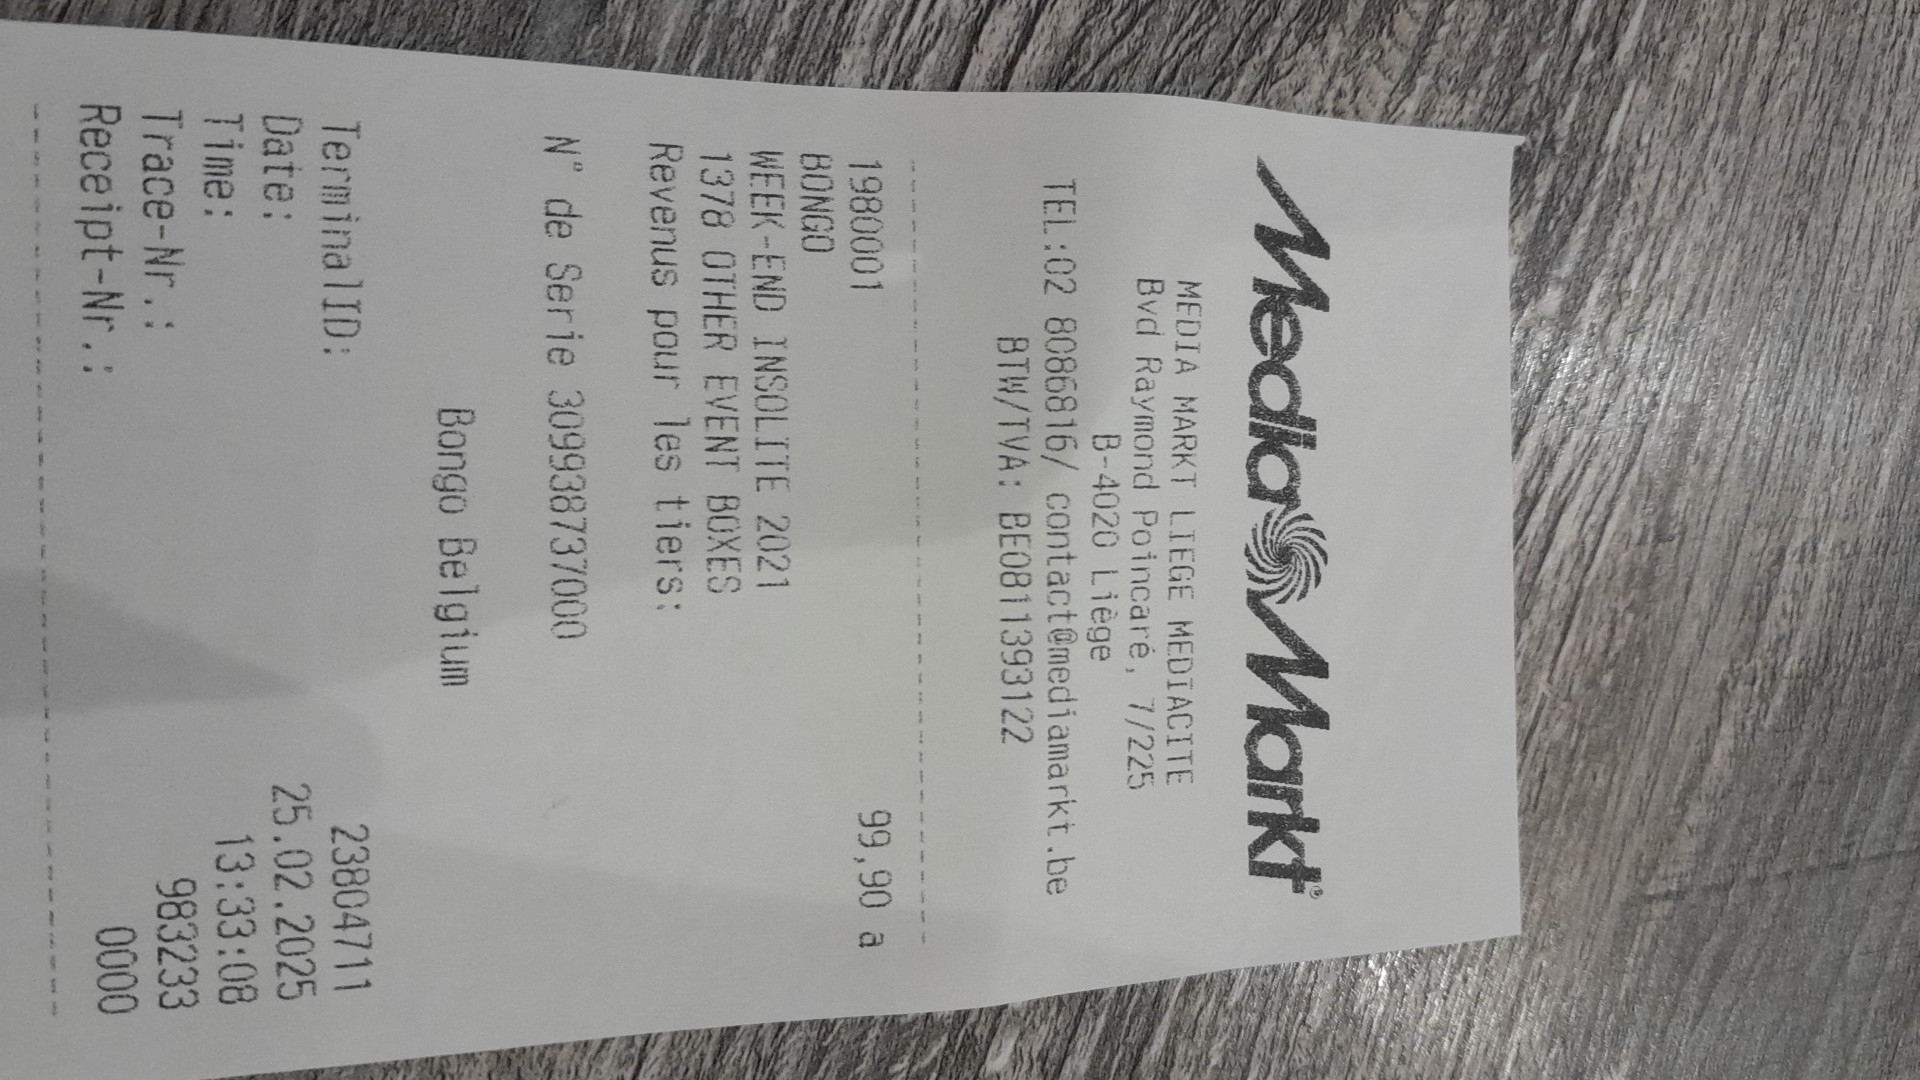 MediaMarkt®
MEDIA MARKT LIEGE MEDIACITE
Bvd Raymond Poincaré, 7/225
B-4020 Liège
TEL:02 8086816/ contact@mediamarkt.be
BTW/TVA: BE0811393122
1980001 99,90 a
BONGO
WEEK-END INSOLITE 2021
1378 OTHER EVENT BOXES
Revenus pour les tiers:
N° de Serie 309938737000
Bongo Belgium
TerminalID: 23804711
Date: 25.02.2025
Time: 13:33:08
Trace-Nr.: 983233
Receipt-Nr.: 0000